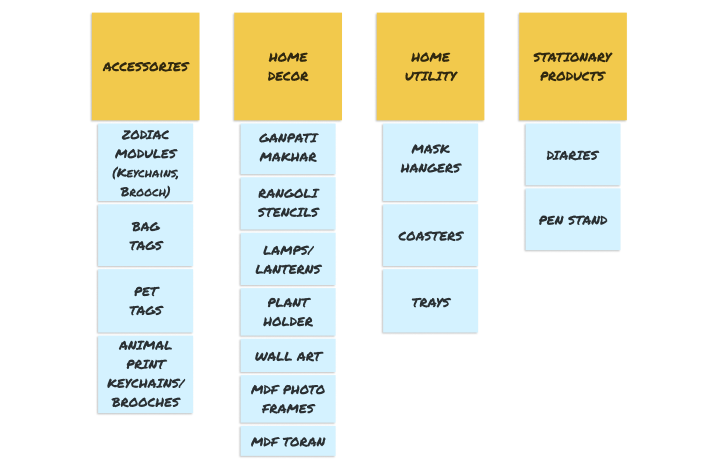 ACCESSORIES
ZODIAC
MODULES
(KEYCHAINS,
BROOCH)
BAG
TAGS
PET
TAGS
ANIMAL
PRINT
KEYCHAINS/
BROOCHES
HOME
DECOR
GANPATI
MAKHAR
RANGOLI
STENCILS
LAMPS/
LANTERNS
PLANT
HOLDER
WALL ART
MDF PHOTO
FRAMES
MDF TORAN
HOME
UTILITY
MASK
HANGERS
COASTERS
TRAYS
STATIONARY
PRODUCTS
DIARIES
PEN STAND